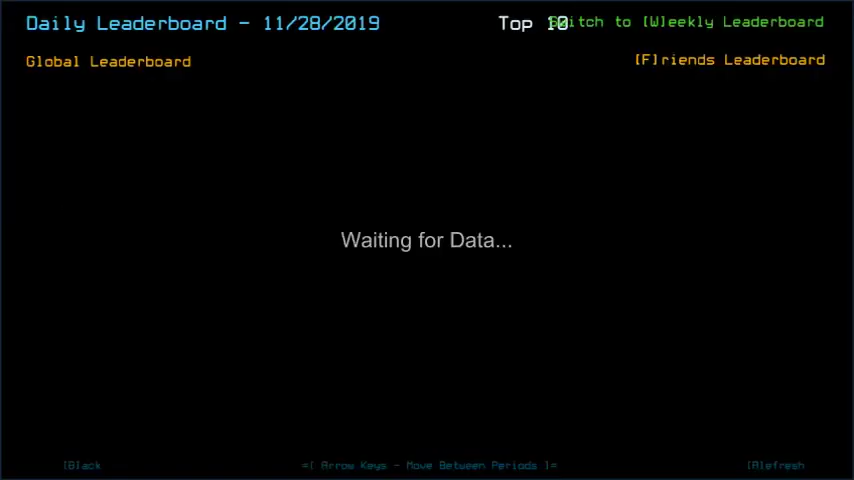 Daily Leaderboard - 11/28/2019
Top 10
Switch to [W]eekly Leaderboard
Global Leaderboard
[F]riends Leaderboard
Waiting for Data...
[B]ack
=[ Arrow Keys - Move Between Periods ]=
[R]efresh